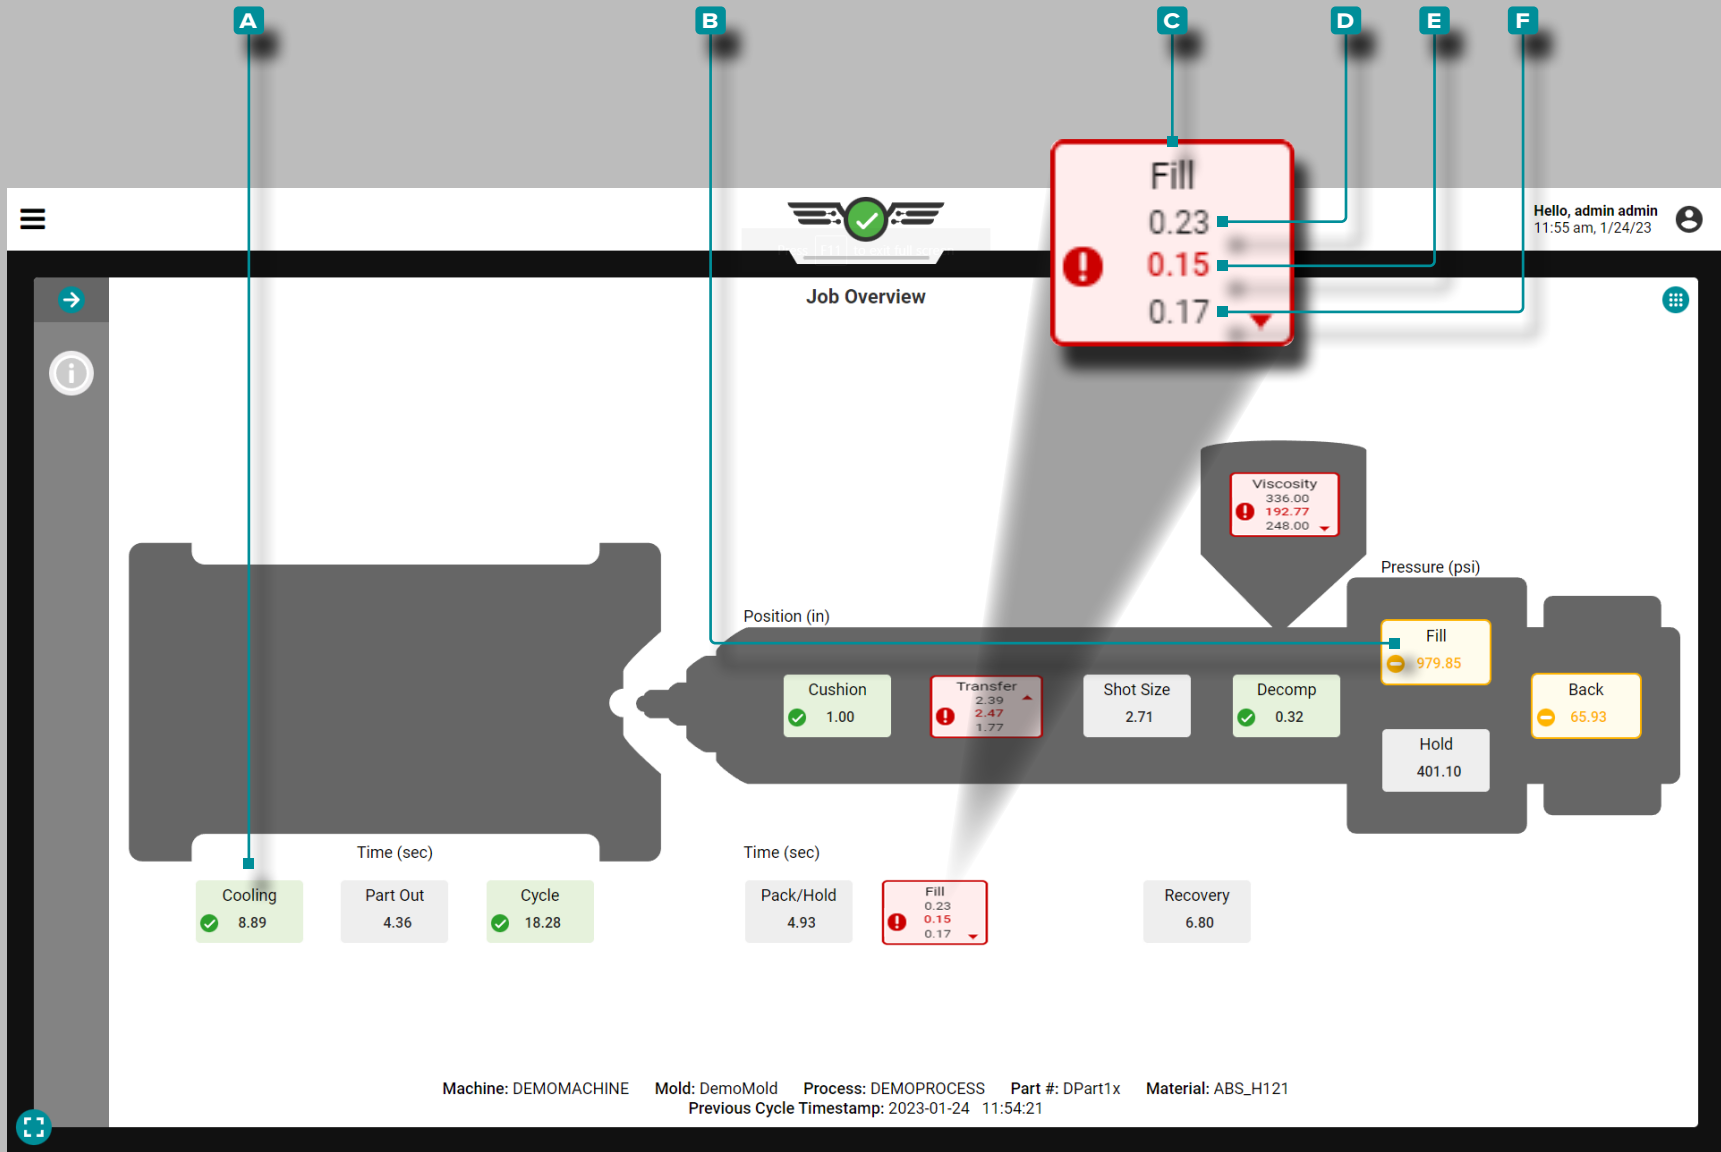 A
B
C
D
E
F
Fill
0.23
0.15
0.17
Hello, admin admin
11:55 am, 1/24/23
Job Overview
i
Viscosity
336.00
192.77
248.00
Pressure (psi)
Position (in)
Fill
979.85
Cushion
1.00
Transfer
2.39
2.47
1.77
Shot Size
2.71
Decomp
0.32
Back
65.93
Hold
401.10
Time (sec)
Time (sec)
Cooling
8.89
Part Out
4.36
Cycle
18.28
Pack/Hold
4.93
Fill
0.23
0.15
0.17
Recovery
6.80
Machine: DEMOMACHINE Mold: DemoMold Process: DEMOPROCESS Part #: DPart1x Material: ABS_H121
Previous Cycle Timestamp: 2023-01-24 11:54:21